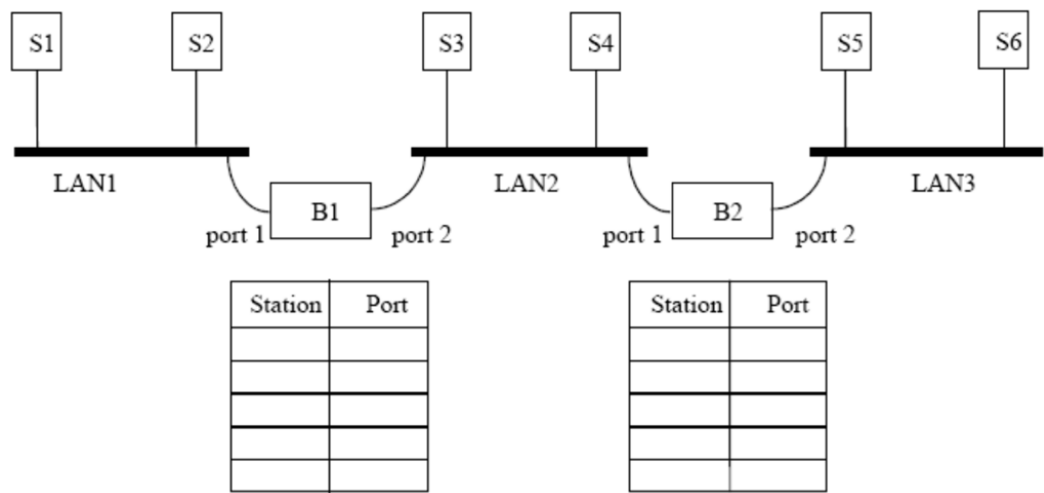 S1 S2 S3 S4 S5 S6
LAN1 LAN2 LAN3
B1 B2
port 1 port 2 port 1 port 2
Station Port Station Port